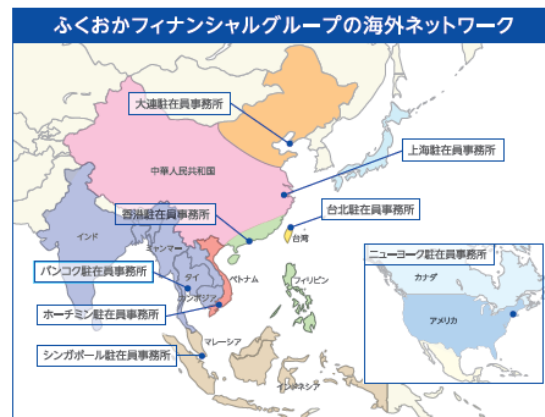 ふくおかフィナンシャルグループの海外ネットワーク
大連駐在員事務所
上海駐在員事務所
中華人民共和国
香港駐在員事務所
台北駐在員事務所
台湾
インド
ミャンマー
ニューヨーク駐在員事務所
カナダ
バンコク駐在員事務所
タイ
ベトナム
フィリピン
カンボジア
ホーチミン駐在員事務所
アメリカ
マレーシア
シンガポール駐在員事務所
インドネシア